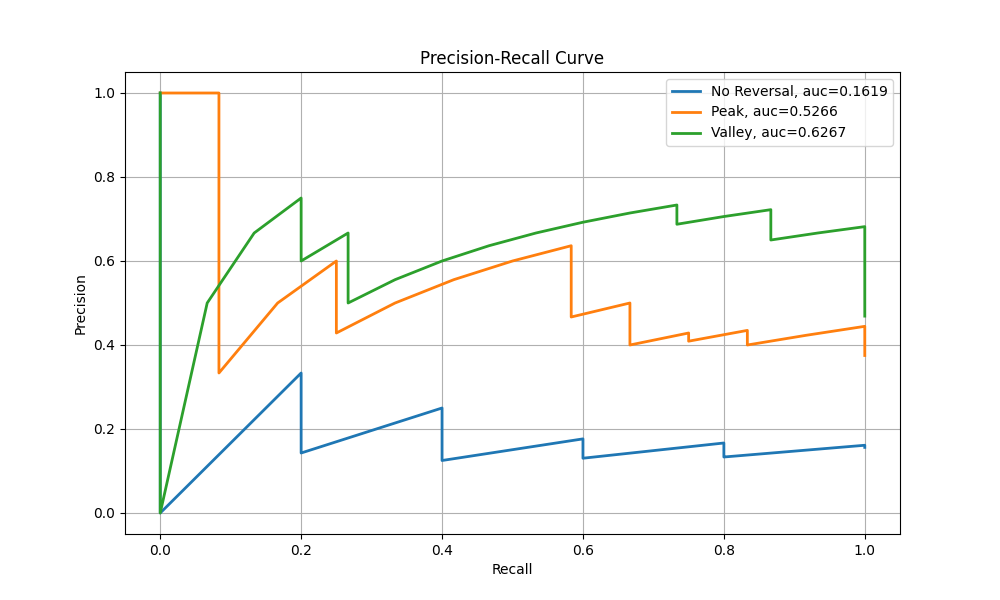 Precision-Recall Curve
No Reversal, auc=0.1619
Peak, auc=0.5266
Valley, auc=0.6267
Precision
1.0
0.8
0.6
0.4
0.2
0.0
0.0 0.2 0.4 0.6 0.8 1.0
Recall